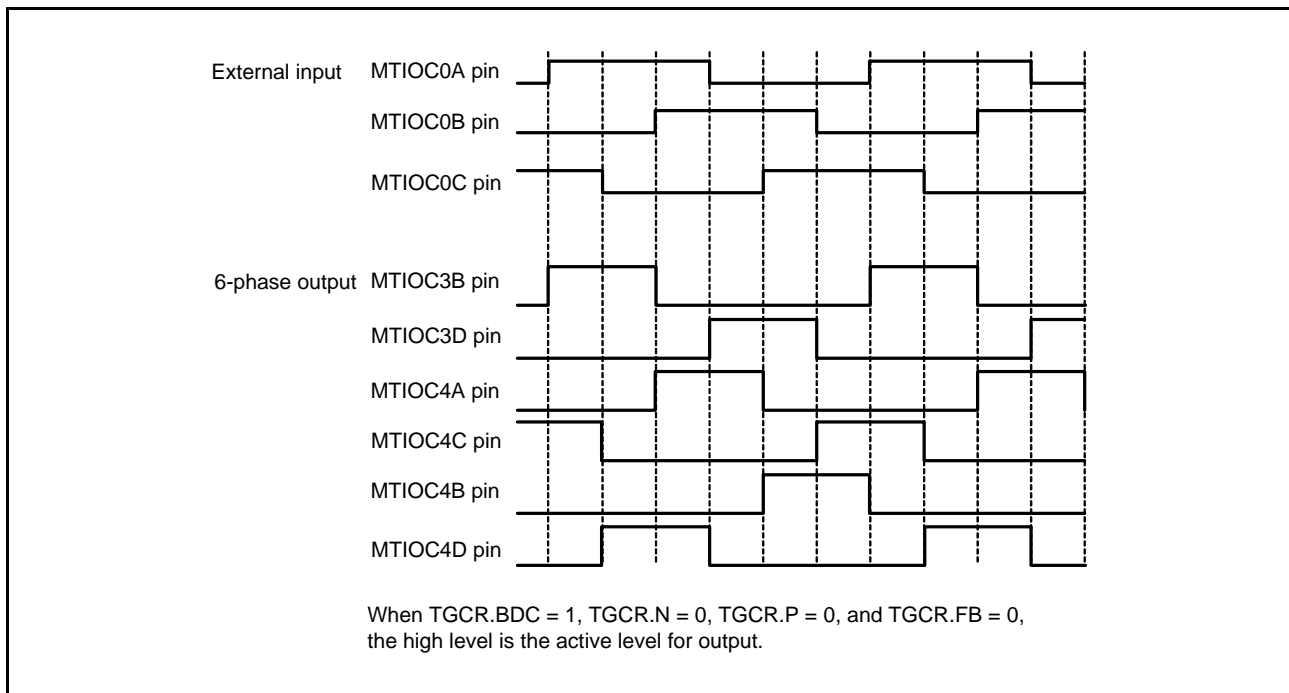 External input MTIOC0A pin
MTIOC0B pin
MTIOC0C pin
6-phase output MTIOC3B pin
MTIOC3D pin
MTIOC4A pin
MTIOC4C pin
MTIOC4B pin
MTIOC4D pin
When TGCR.BDC = 1, TGCR.N = 0, TGCR.P = 0, and TGCR.FB = 0,
the high level is the active level for output.